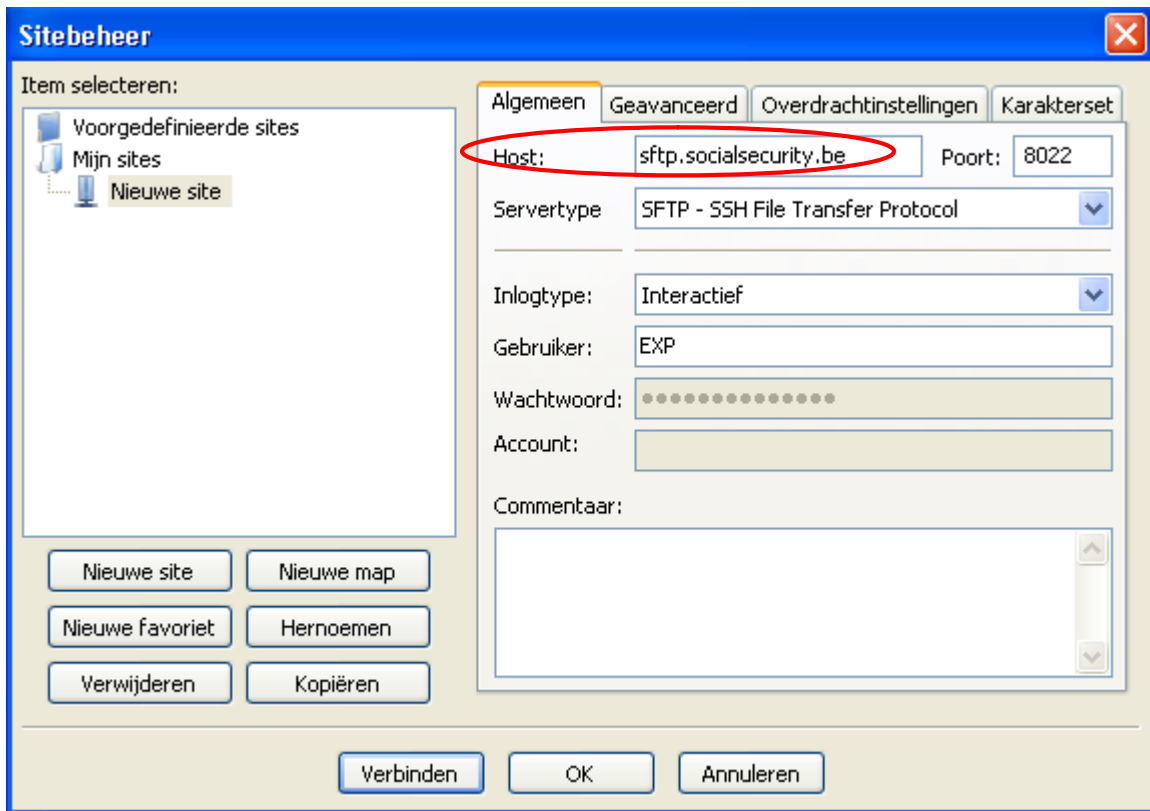 Sitebeheer
Item selecteren:
Voorgedefinieerde sites
Mijn sites
Nieuwe site
Nieuwe site Nieuwe map
Nieuwe favoriet Hernoemen
Verwijderen Kopiëren
Algemeen Geavanceerd Overdrachtinstellingen Karakterset
Host: sftp.socialsecurity.be Poort: 8022
Servertype SFTP - SSH File Transfer Protocol
Inlogtype: Interactief
Gebruiker: EXP
Wachtwoord: ●●●●●●●●●●●●●●
Account:
Commentaar:
Verbinden OK Annuleren